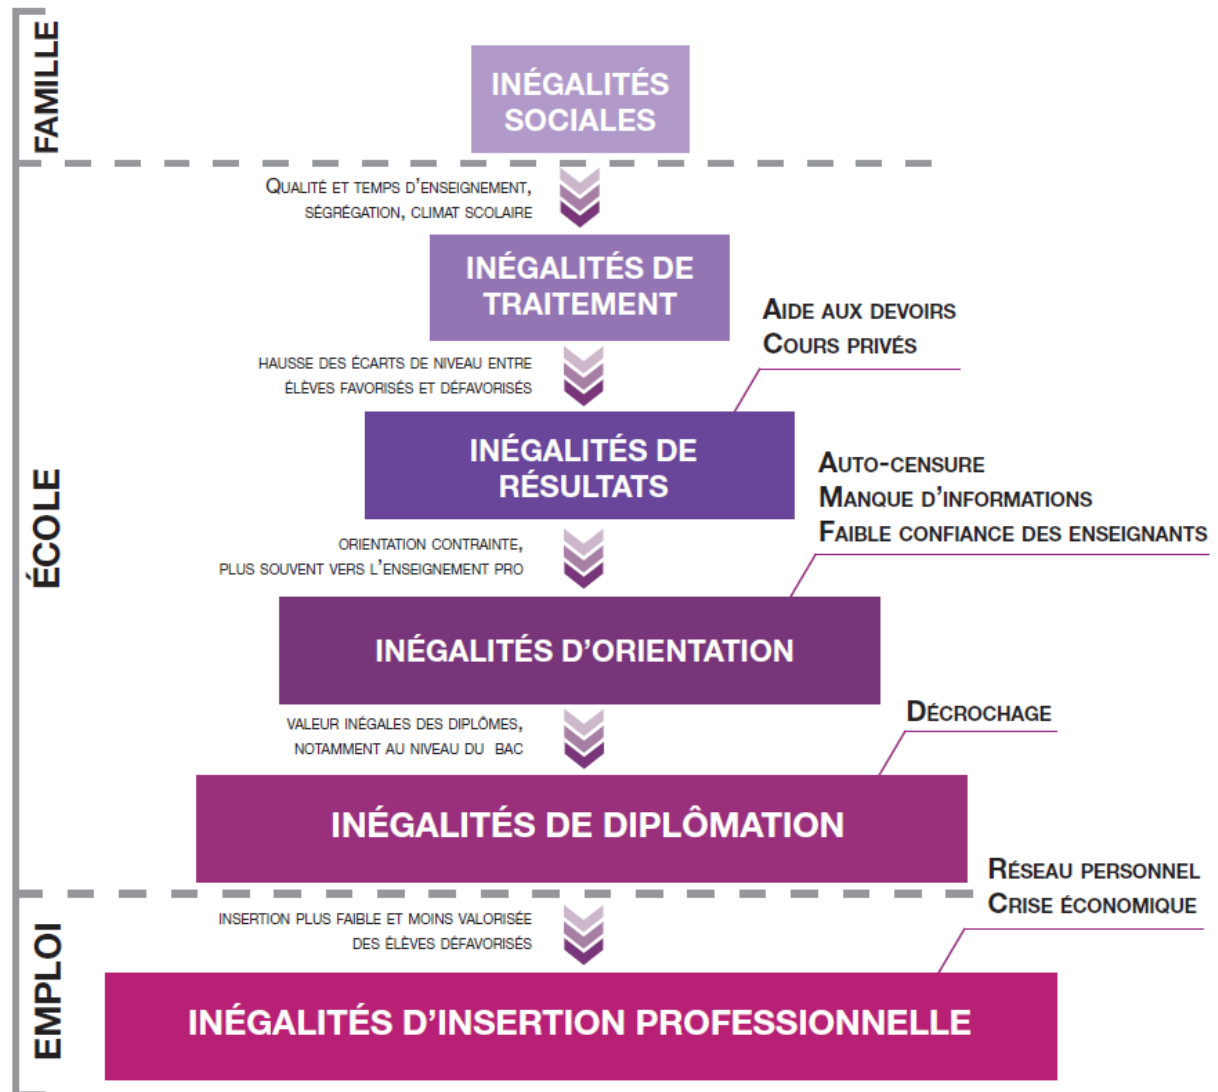 FAMILLE
INÉGALITÉS
SOCIALES
QUALITÉ ET TEMPS D'ENSEIGNEMENT,
SÉGRÉGATION, CLIMAT SCOLAIRE
ÉCOLE
INÉGALITÉS DE
TRAITEMENT
HAUSSE DES ÉCARTS DE NIVEAU ENTRE
ÉLÈVES FAVORISÉS ET DÉFAVORISÉS
AIDE AUX DEVOIRS
COURS PRIVÉS
INÉGALITÉS DE
RÉSULTATS
ORIENTATION CONTRAINTE,
PLUS SOUVENT VERS L'ENSEIGNEMENT PRO
AUTO-CENSURE
MANQUE D'INFORMATIONS
FAIBLE CONFIANCE DES ENSEIGNANTS
INÉGALITÉS D'ORIENTATION
VALEUR INÉGALES DES DIPLÔMES,
NOTAMMENT AU NIVEAU DU BAC
DÉCROCHAGE
INÉGALITÉS DE DIPLÔMATION
EMPLOI
INSERTION PLUS FAIBLE ET MOINS VALORISÉE
DES ÉLÈVES DÉFAVORISÉS
RÉSEAU PERSONNEL
CRISE ÉCONOMIQUE
INÉGALITÉS D'INSERTION PROFESSIONNELLE